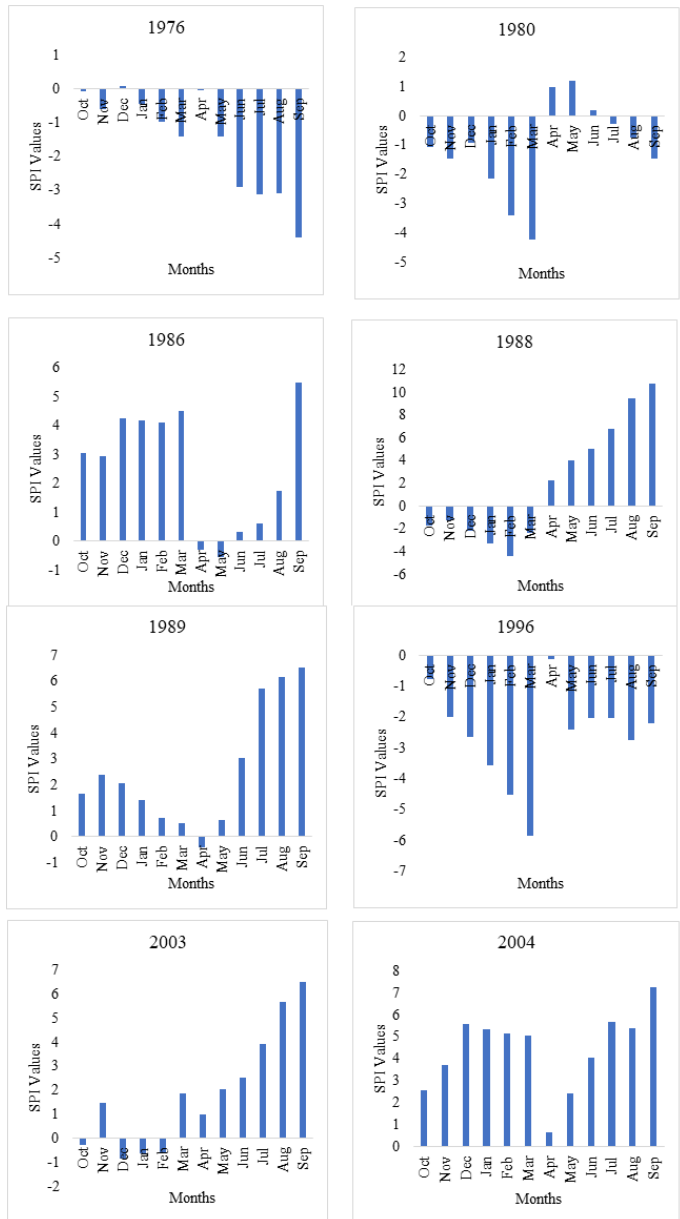 1976
1
0
-1
-2
-3
-4
-5
SPI Values
Oct
Nov
Dec
Jan
Feb
Mar
Apr
May
Jun
Jul
Aug
Sep
Months
1980
2
1
0
-1
-2
-3
-4
-5
SPI Values
Oct
Nov
Dec
Jan
Feb
Mar
Apr
May
Jun
Jul
Aug
Sep
Months
1986
6
5
4
3
2
1
0
-1
SPI Values
Oct
Nov
Dec
Jan
Feb
Mar
Apr
May
Jun
Jul
Aug
Sep
Months
1988
12
10
8
6
4
2
0
-2
-4
-6
SPI Values
Oct
Nov
Dec
Jan
Feb
Mar
Apr
May
Jun
Jul
Aug
Sep
Months
1989
7
6
5
4
3
2
1
0
-1
SPI Values
Oct
Nov
Dec
Jan
Feb
Mar
Apr
May
Jun
Jul
Aug
Sep
Months
1996
0
-1
-2
-3
-4
-5
-6
-7
SPI Values
Oct
Nov
Dec
Jan
Feb
Mar
Apr
May
Jun
Jul
Aug
Sep
Months
2003
7
6
5
4
3
2
1
0
-1
-2
SPI Values
Oct
Nov
Dec
Jan
Feb
Mar
Apr
May
Jun
Jul
Aug
Sep
Months
2004
8
7
6
5
4
3
2
1
0
SPI Values
Oct
Nov
Dec
Jan
Feb
Mar
Apr
May
Jun
Jul
Aug
Sep
Months